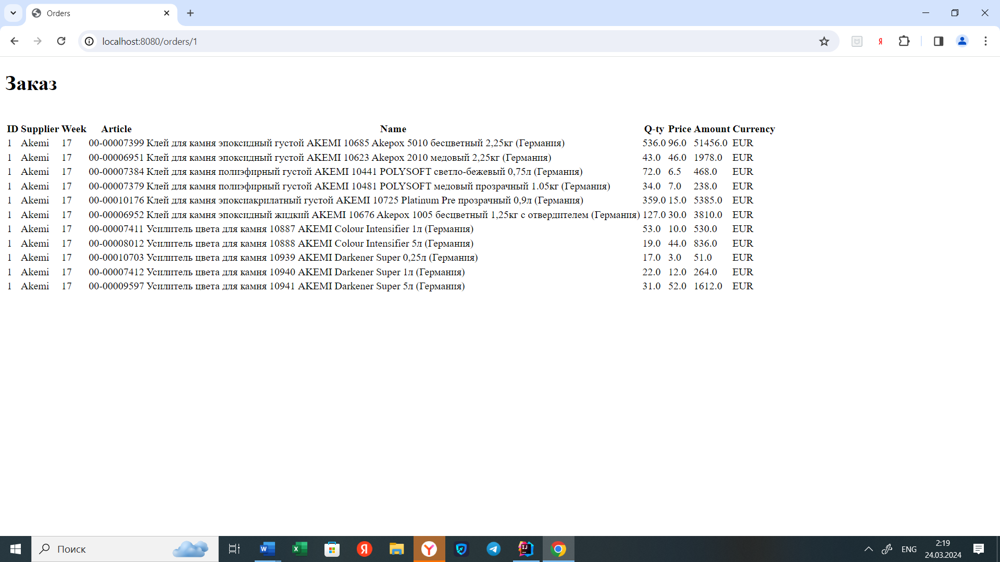 Orders
localhost:8080/orders/1
Заказ
ID Supplier Week Article Name Q-ty Price Amount Currency
1 Akemi 17 00-00007399 Клей для камня эпоксидный густой AKEMI 10685 Akepox 5010 бесцветный 2,25кг (Германия) 536.0 96.0 51456.0 EUR
1 Akemi 17 00-00006951 Клей для камня эпоксидный густой AKEMI 10623 Akepox 2010 медовый 2,25кг (Германия) 43.0 46.0 1978.0 EUR
1 Akemi 17 00-00007384 Клей для камня полиэфирный густой AKEMI 10441 POLYSOFT светло-бежевый 0,75л (Германия) 72.0 6.5 468.0 EUR
1 Akemi 17 00-00007379 Клей для камня полиэфирный густой AKEMI 10481 POLYSOFT медовый прозрачный 1.05кг (Германия) 34.0 7.0 238.0 EUR
1 Akemi 17 00-00010176 Клей для камня эпоксиакрилатный густой AKEMI 10725 Platinum Pre прозрачный 0,9л (Германия) 359.0 15.0 5385.0 EUR
1 Akemi 17 00-00006952 Клей для камня эпоксидный жидкий AKEMI 10676 Akepox 1005 бесцветный 1,25кг с отвердителем (Германия) 127.0 30.0 3810.0 EUR
1 Akemi 17 00-00007411 Усилитель цвета для камня 10887 AKEMI Colour Intensifier 1л (Германия) 53.0 10.0 530.0 EUR
1 Akemi 17 00-00008012 Усилитель цвета для камня 10888 AKEMI Colour Intensifier 5л (Германия) 19.0 44.0 836.0 EUR
1 Akemi 17 00-00010703 Усилитель цвета для камня 10939 AKEMI Darkener Super 0,25л (Германия) 17.0 3.0 51.0 EUR
1 Akemi 17 00-00007412 Усилитель цвета для камня 10940 AKEMI Darkener Super 1л (Германия) 22.0 12.0 264.0 EUR
1 Akemi 17 00-00009597 Усилитель цвета для камня 10941 AKEMI Darkener Super 5л (Германия) 31.0 52.0 1612.0 EUR
Поиск
ENG
2:19
24.03.2024